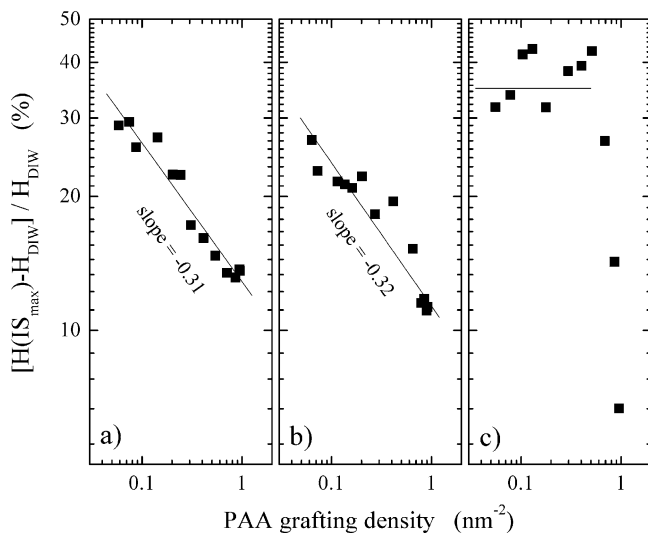 50
40
30
20
10
[H(IS_max)-H_DIW] / H_DIW (%)
slope = -0.31
slope = -0.32
a)
b)
c)
0.1 1 0.1 1 0.1 1
PAA grafting density (nm^-2)